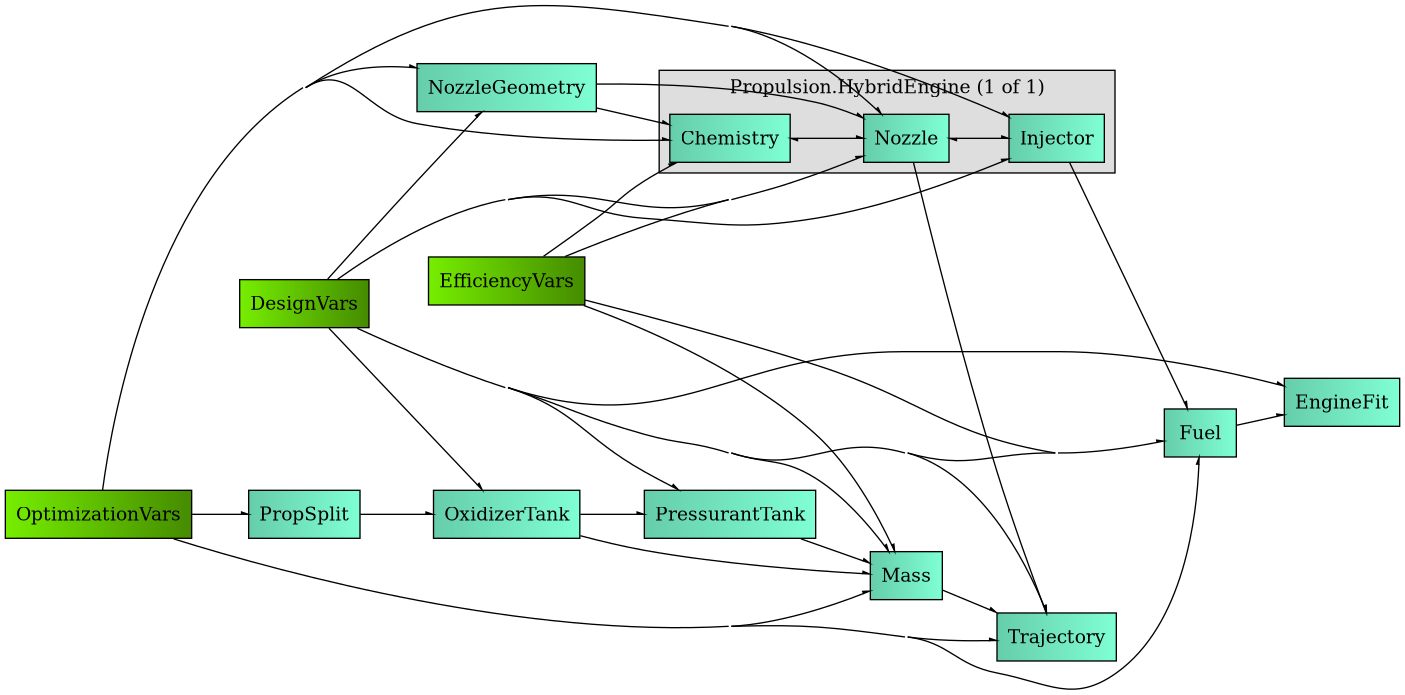 NozzleGeometry
Propulsion.HybridEngine (1 of 1)
Chemistry
Nozzle
Injector
DesignVars
EfficiencyVars
EngineFit
Fuel
OptimizationVars
PropSplit
OxidizerTank
PressurantTank
Mass
Trajectory